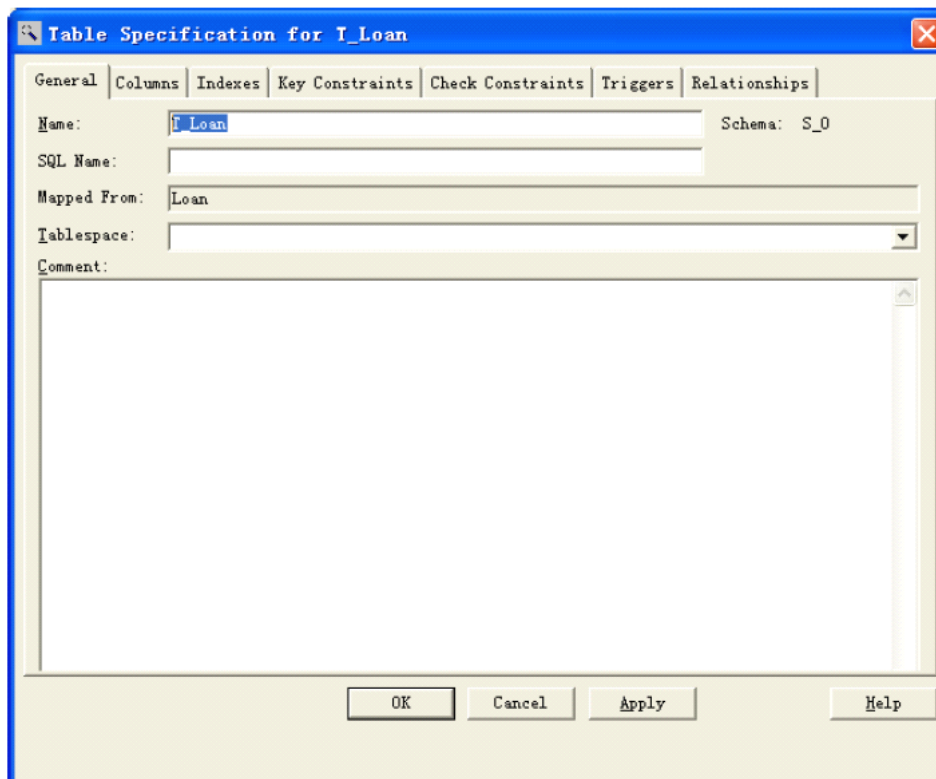 Table Specification for T_Loan
General Columns Indexes Key Constraints Check Constraints Triggers Relationships
Name: T_Loan Schema: S_0
SQL Name:
Mapped From: Loan
Tablespace:
Comment:
OK Cancel Apply Help